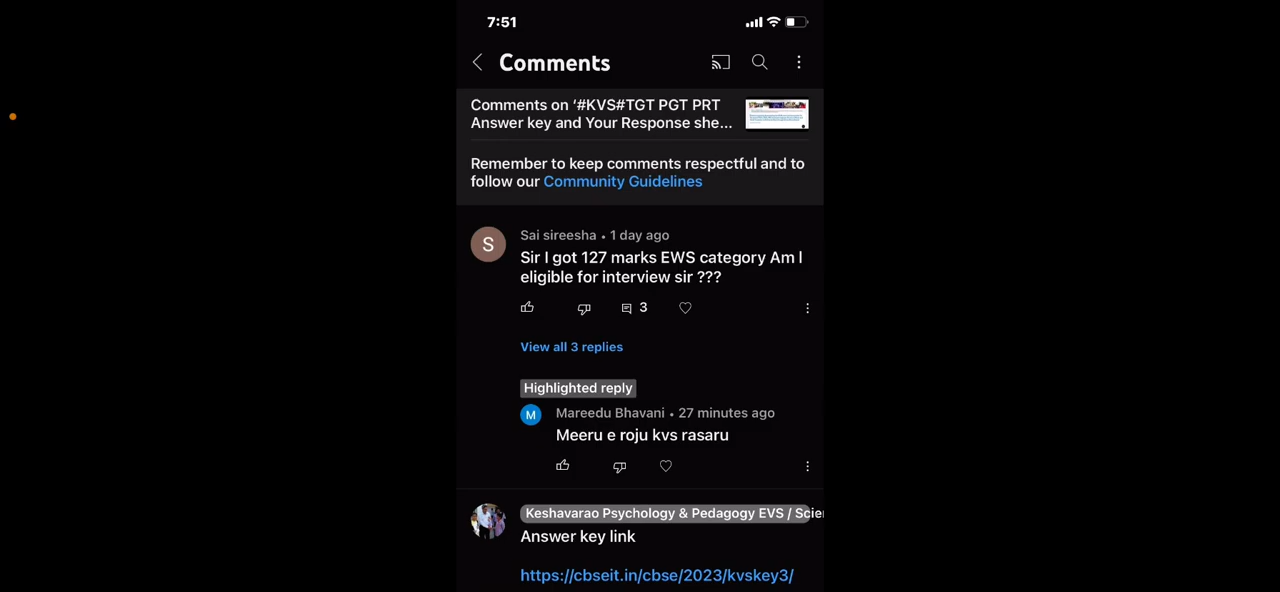 7:51
Comments
Comments on '#KVS#TGT PGT PRT
Answer key and Your Response she...
Remember to keep comments respectful and to
follow our Community Guidelines
S
Sai sireesha • 1 day ago
Sir I got 127 marks EWS category Am I
eligible for interview sir ???
3
View all 3 replies
Highlighted reply
M
Mareedu Bhavani • 27 minutes ago
Meeru e roju kvs rasaru
Keshavarao Psychology & Pedagogy EVS / Scien
Answer key link
https://cbseit.in/cbse/2023/kvskey3/